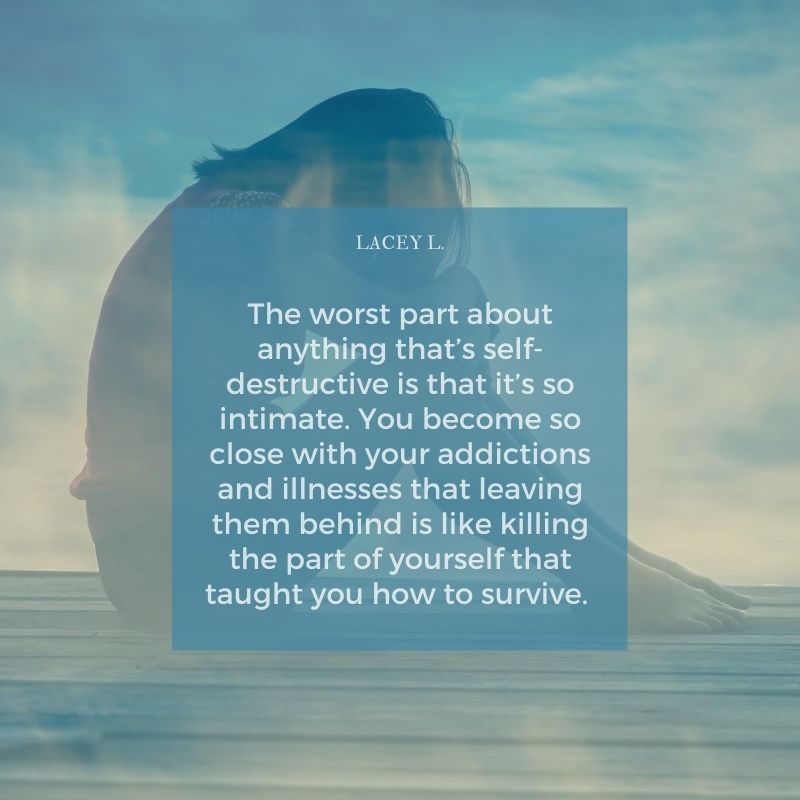 LACEY L.
The worst part about
anything that’s self-
destructive is that it’s so
intimate. You become so
close with your addictions
and illnesses that leaving
them behind is like killing
the part of yourself that
taught you how to survive.